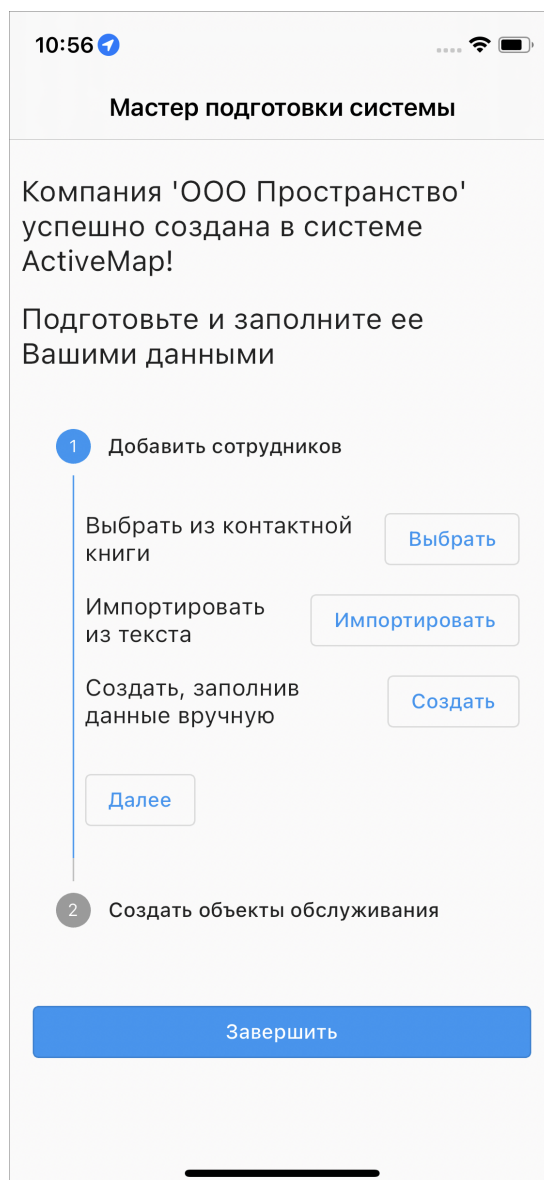 10:56
Мастер подготовки системы
Компания 'ООО Пространство'
успешно создана в системе
ActiveMap!
Подготовьте и заполните ее
Вашими данными
1 Добавить сотрудников
Выбрать из контактной
книги
Выбрать
Импортировать
из текста
Импортировать
Создать, заполнив
данные вручную
Создать
Далее
2 Создать объекты обслуживания
Завершить